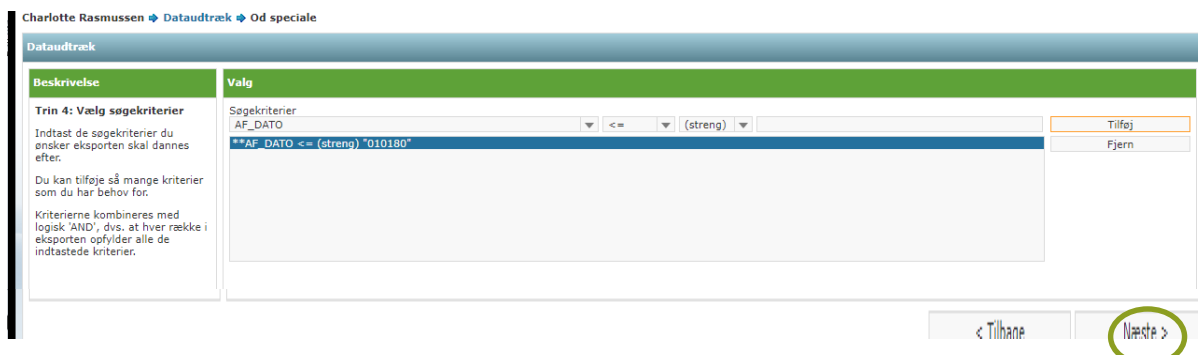 Charlotte Rasmussen Dataudtræk Od speciale
Dataudtræk
Beskrivelse
Trin 4: Vælg søgekriterier
Indtast de søgekriterier du
ønsker eksporten skal dannes
efter.
Du kan tilføje så mange kriterier
som du har behov for.
Kriterierne kombineres med
logisk 'AND', dvs. at hver række i
eksporten opfylder alle de
indtastede kriterier.
Valg
Søgekriterier
AF_DATO <= (streng) Tilføj
**AF_DATO <= (streng) "010180" Fjern
< Tilbage Næste >